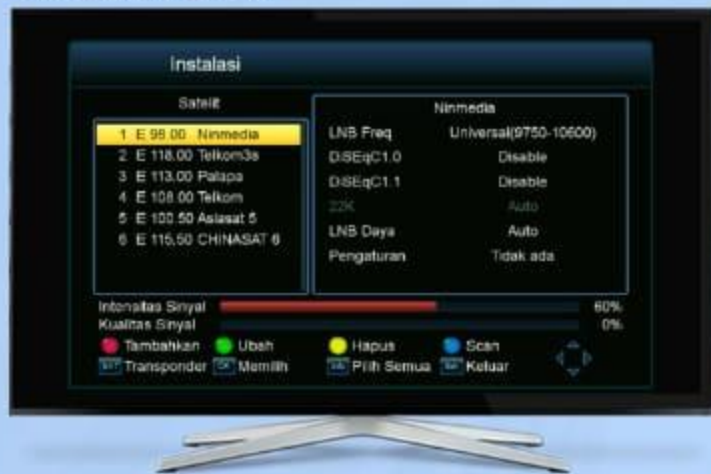 Instalasi
Satelit
1 E 98.00 Ninmedia
2 E 118.00 Telkom3s
3 E 113.00 Palapa
4 E 108.00 Telkom
5 E 100.50 Asiasat 5
6 E 115.50 CHINASAT 6
Ninmedia
LNB Freq Universal(9750-10600)
DiSEqC1.0 Disable
DiSEqC1.1 Disable
22K Auto
LNB Daya Auto
Pengaturan Tidak ada
Intensitas Sinyal 60%
Kualitas Sinyal 0%
Tambahkan Ubah Hapus Scan
Transponder OK Memilih Pilih Semua Keluar